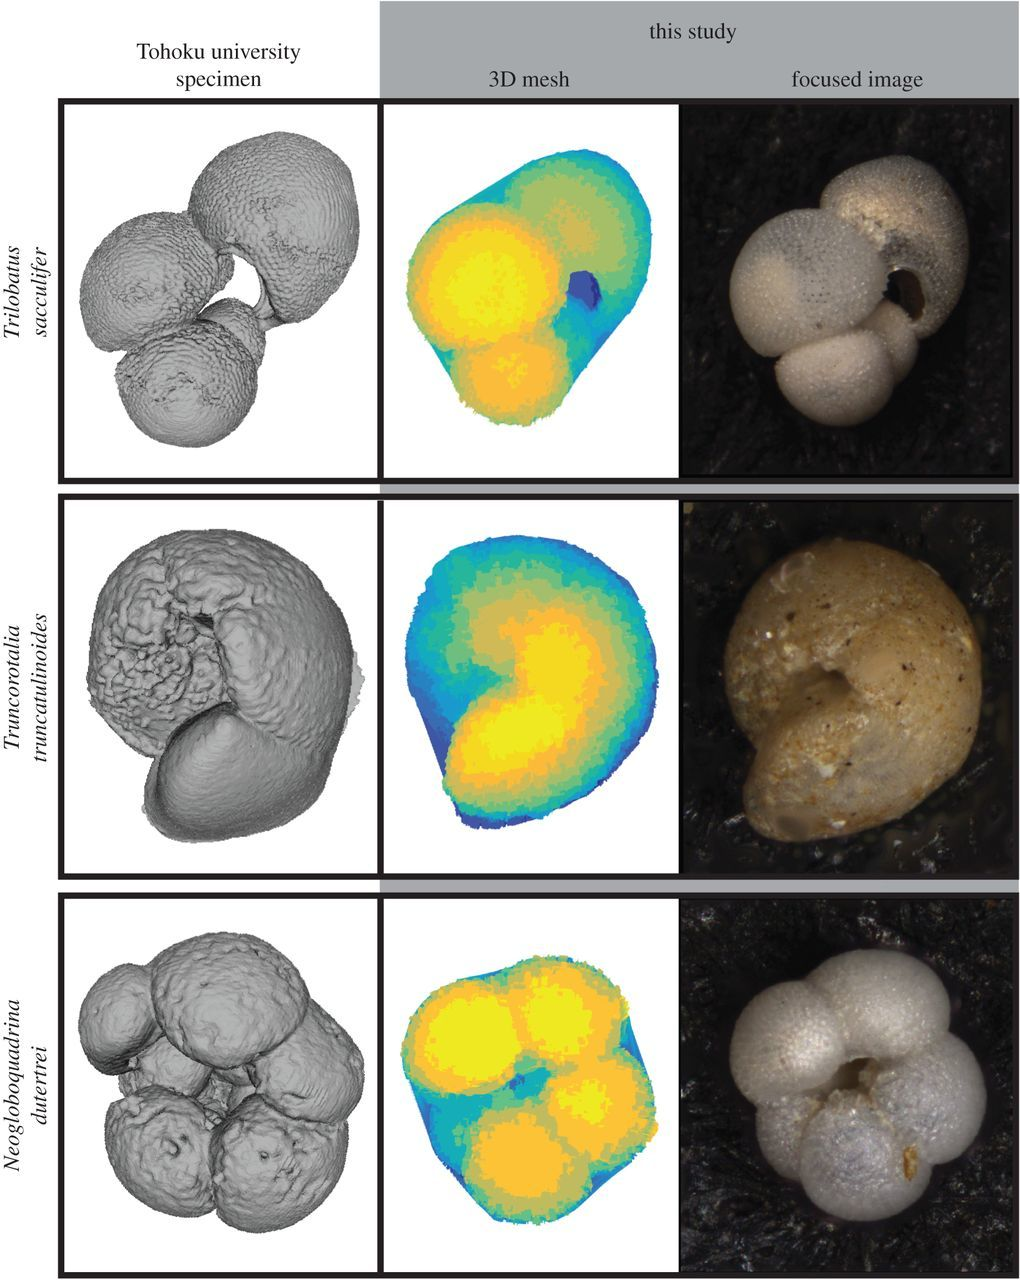 this study
Tohoku university
specimen
3D mesh
focused image
Trilobatus
sacculifer
Truncorotalia
truncatulinoides
Neogloboquadrina
dutertrei